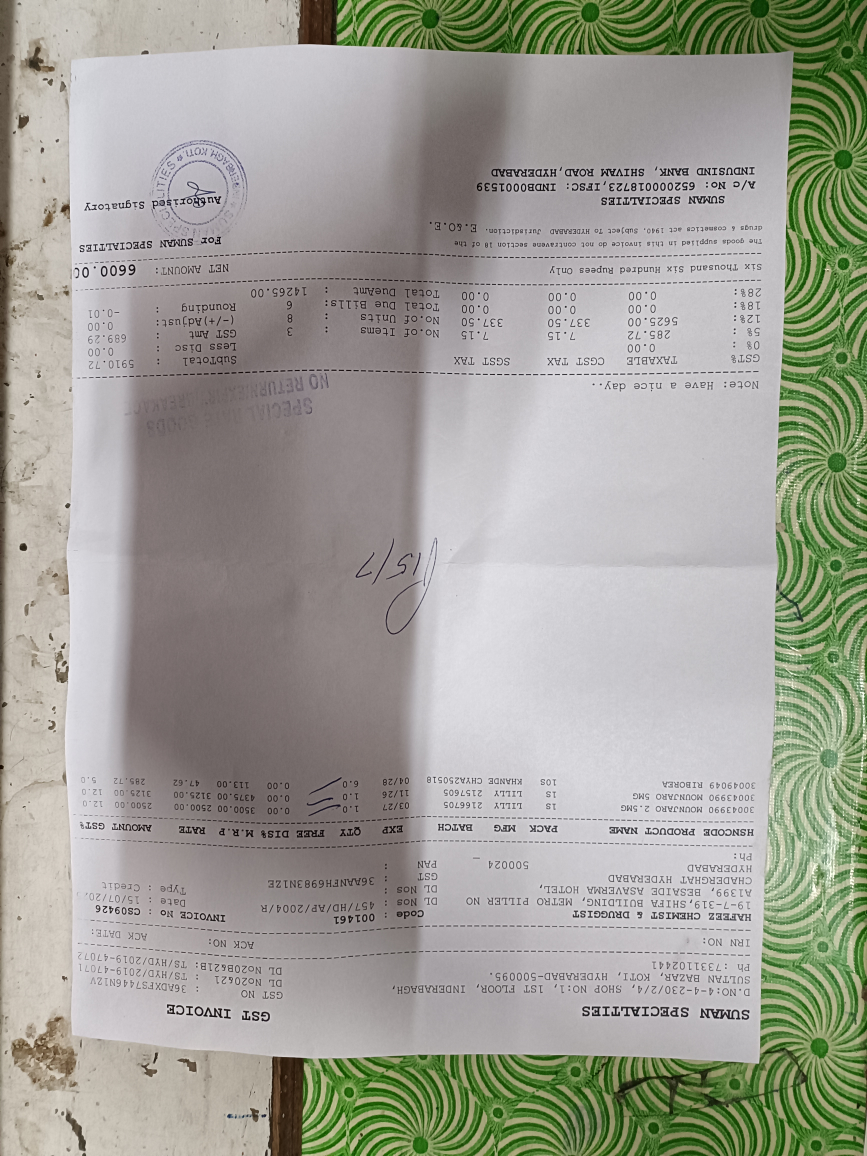 SUMAN SPECIALTIES GST INVOICE
D.NO:4-4-230/2/4, SHOP NO:1, 1ST FLOOR, INDERABAGH, GST NO : 36ADXFS7446N1ZV
SULTAN BAZAR, KOTI, HYDERABAD-500095. DL No20&21 : TS/HYD/2019-47071
Ph :7331102441 DL No20B&21B: TS/HYD/2019-47072
IRN NO: ACK NO: ACK DATE:
HAFEEZ CHEMIST & DRUGGIST Code : 001461 INVOICE No : CS09426
19-7-319,SHIFA BUILDING, METRO PILLER NO DL Nos : 457/HD/AP/2004/R Date : 15/07/20
A1399, BESAIDE ASAVERMA HOTEL, DL Nos : Type : Credit
CHADERGHAT HYDERABAD GST : 36AANFH6983N1ZE
HYDERABAD 500024 PAN :
Ph:
HSNCODE PRODUCT NAME PACK MFG BATCH EXP QTY FREE DIS% M.R.P RATE AMOUNT GST%
30043990 MOUNJARO 2.5MG 1S LILLY 2166705 03/27 1.0 0.00 3500.00 2500.00 2500.00 12.0
30043990 MOUNJARO 5MG 1S LILLY 2157605 11/26 1.0 0.00 4375.00 3125.00 3125.00 12.0
30049049 RIBORIEA 10S KHANDE CHYA250518 04/28 6.0 0.00 113.00 47.62 285.72 5.0
15/7
SPECIAL RATE GOODS
Note: Have a nice day..
GST% TAXABLE CGST TAX SGST TAX SubTotal : 5910.72
0% : 0.00 No.of Items : 3 Less Disc : 0.00
5% : 285.72 7.15 7.15 No.of Units : 8 GST Amt : 689.29
12%: 5625.00 337.50 337.50 (-/+)Adjust: 0.00
18%: 0.00 0.00 0.00 Total Due Bills: 6 Rounding : -0.01
28%: 0.00 0.00 0.00 Total DueAmt : 14265.00
Six Thousand Six Hundred Rupees Only NET AMOUNT: 6600.00
The goods supplied in this invoice do not contravene section 18 of the For SUMAN SPECIALTIES
drugs & cosmetics act 1940. Subject to HYDERABAD Jurisdiction. E.&O.E.
SUMAN SPECIALTIES
A/c No: 652000018723,IFSC: INDB0001539 Authorised Signatory
INDUSIND BANK, SHIVAM ROAD,HYDERABAD